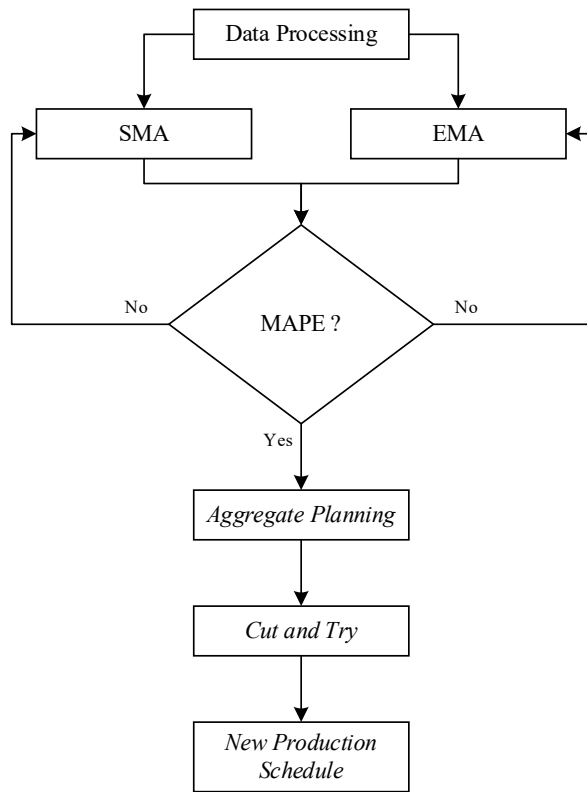 Data Processing
SMA
EMA
No
MAPE ?
No
Yes
Aggregate Planning
Cut and Try
New Production
Schedule